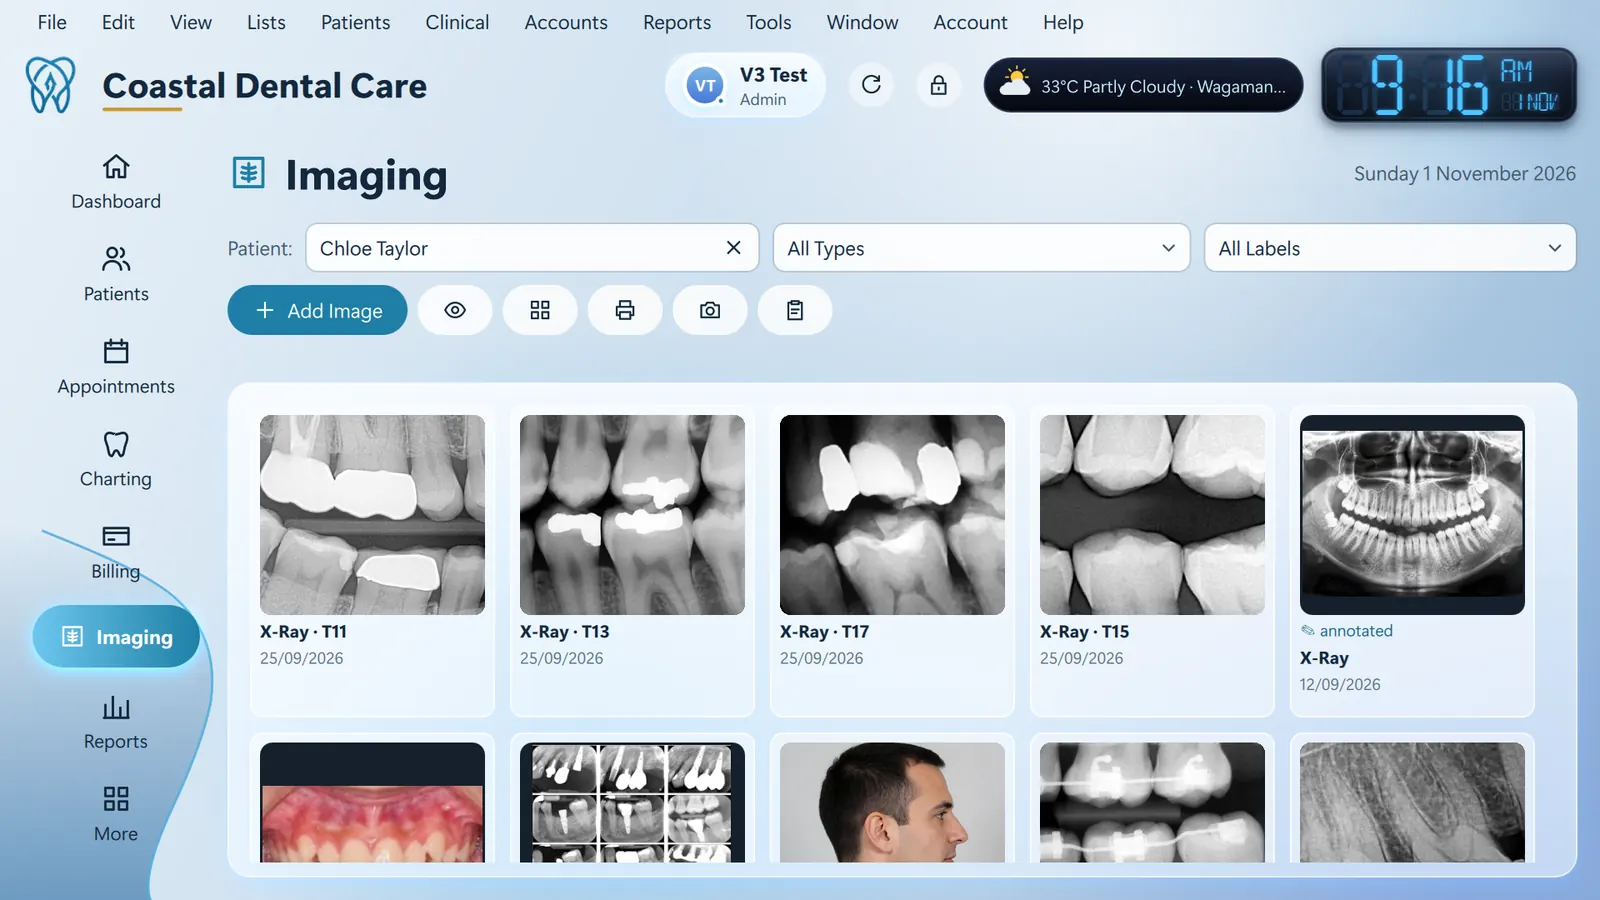 File Edit View Lists Patients Clinical Accounts Reports Tools Window Account Help
Coastal Dental Care
VT
V3 Test
Admin
33°C Partly Cloudy · Wagaman...
9 16
AM
1 NOV
Dashboard
Patients
Appointments
Charting
Billing
Imaging
Reports
More
Imaging
Sunday 1 November 2026
Patient:
Chloe Taylor
All Types
All Labels
Add Image
X-Ray · T11
25/09/2026
X-Ray · T13
25/09/2026
X-Ray · T17
25/09/2026
X-Ray · T15
25/09/2026
annotated
X-Ray
12/09/2026